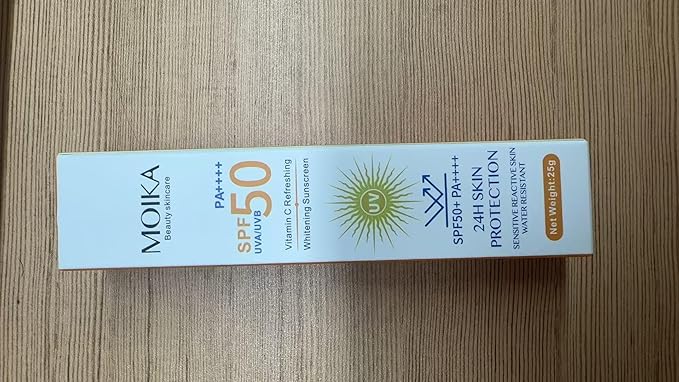 MOIKA
Beauty skincare
PA++++
SPF50
UVA/UVB
Vitamin C Refreshing
Whitening Sunscreen
UV
SPF50+ PA++++
24H SKIN
PROTECTION
SENSITIVE REACTIVE SKIN
WATER RESISTANT
Net Weight:25g